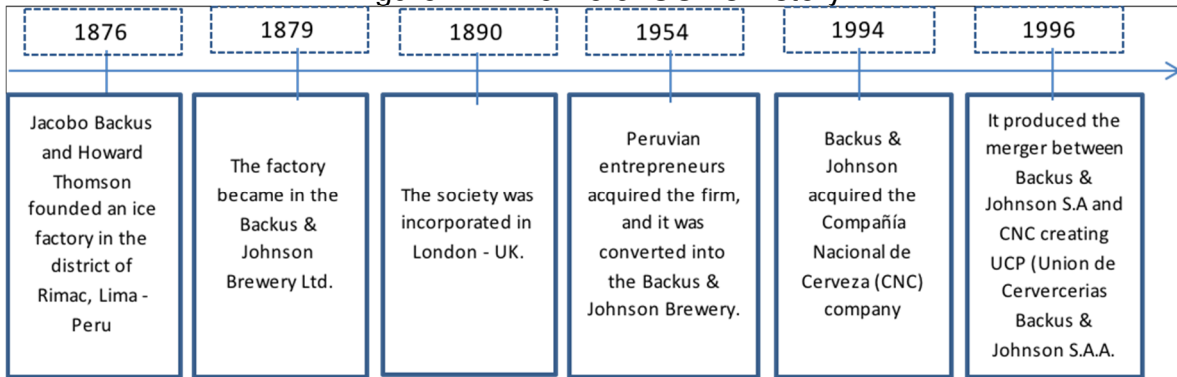 1876
1879
1890
1954
1994
1996
Jacobo Backus
and Howard
Thomson
founded an ice
factory in the
district of
Rimac, Lima -
Peru
The factory
became in the
Backus &
Johnson
Brewery Ltd.
The society was
incorporated in
London - UK.
Peruvian
entrepreneurs
acquired the firm,
and it was
converted into
the Backus &
Johnson Brewery.
Backus &
Johnson
acquired the
Compañía
Nacional de
Cerveza (CNC)
company
It produced the
merger between
Backus &
Johnson S.A and
CNC creating
UCP (Union de
Cervercerias
Backus &
Johnson S.A.A.